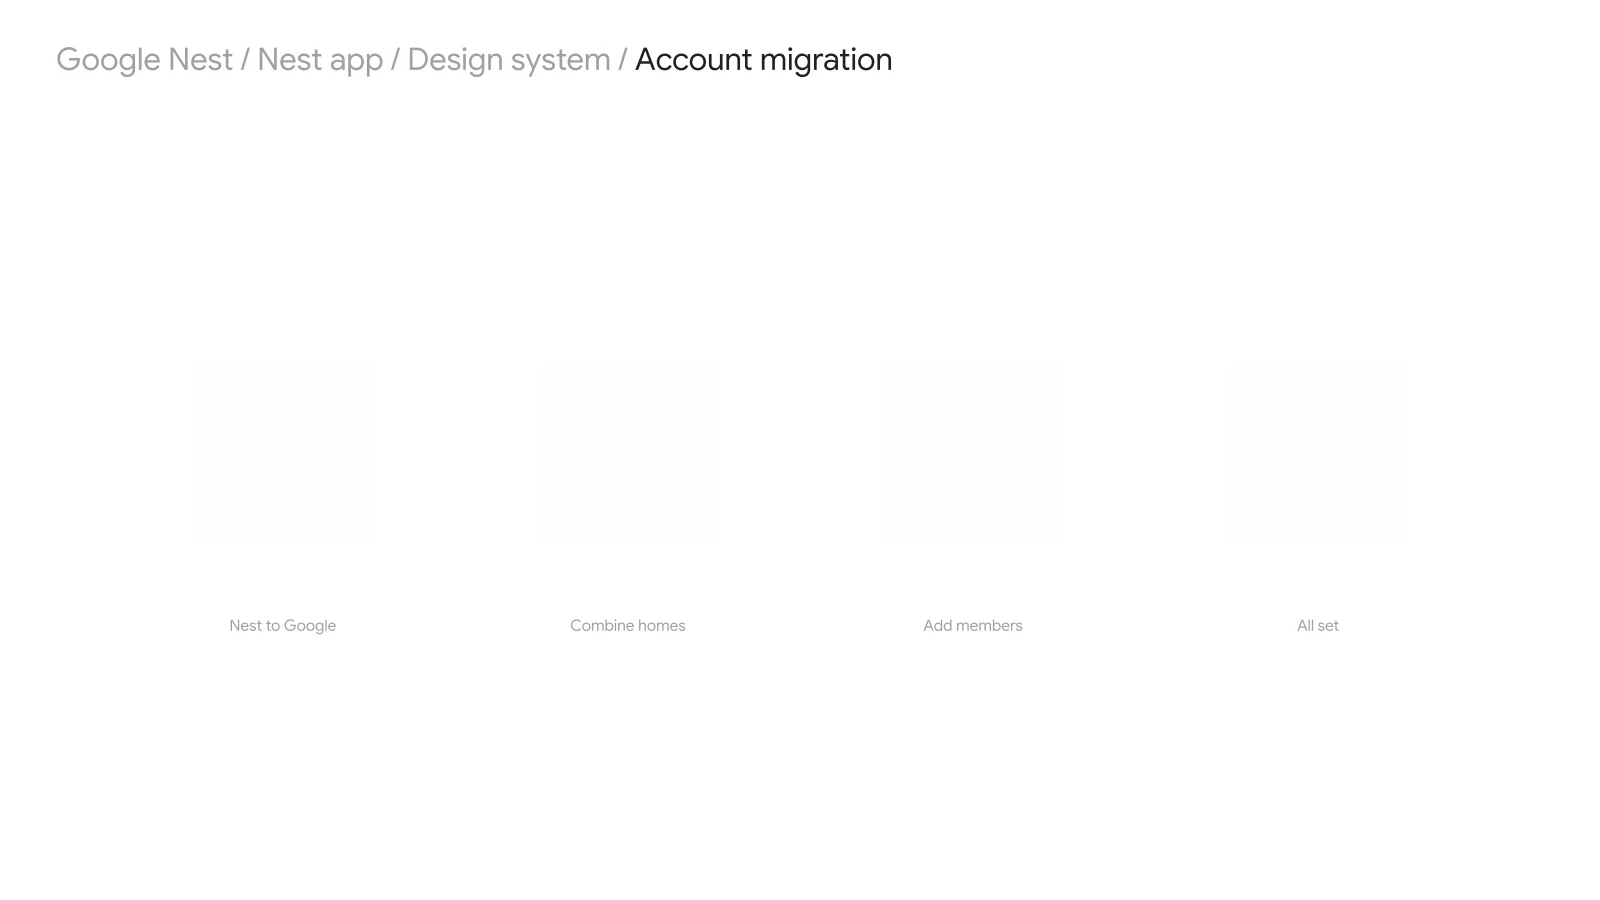 Google Nest / Nest app / Design system / Account migration
Nest to Google
Combine homes
Add members
All set